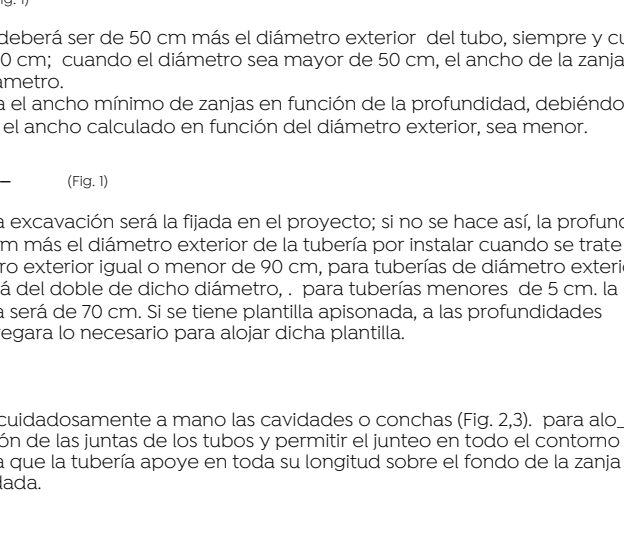 ig. 1)
deberá ser de 50 cm más el diámetro exterior  del tubo, siempre y cu
0 cm;  cuando el diámetro sea mayor de 50 cm, el ancho de la zanja
ámetro.
a el ancho mínimo de zanjas en función de la profundidad, debiéndo
el ancho calculado en función del diámetro exterior, sea menor.
– (Fig. 1)
a excavación será la fijada en el proyecto; si no se hace así, la profund
m más el diámetro exterior de la tubería por instalar cuando se trate
ro exterior igual o menor de 90 cm, para tuberías de diámetro exteri
á del doble de dicho diámetro, .  para tuberías menores  de 5 cm. la
a será de 70 cm. Si se tiene plantilla apisonada, a las profundidades
egara lo necesario para alojar dicha plantilla.
cuidadosamente a mano las cavidades o conchas (Fig. 2,3).  para alo_
ón de las juntas de los tubos y permitir el junteo en todo el contorno
a que la tubería apoye en toda su longitud sobre el fondo de la zanja
dada.